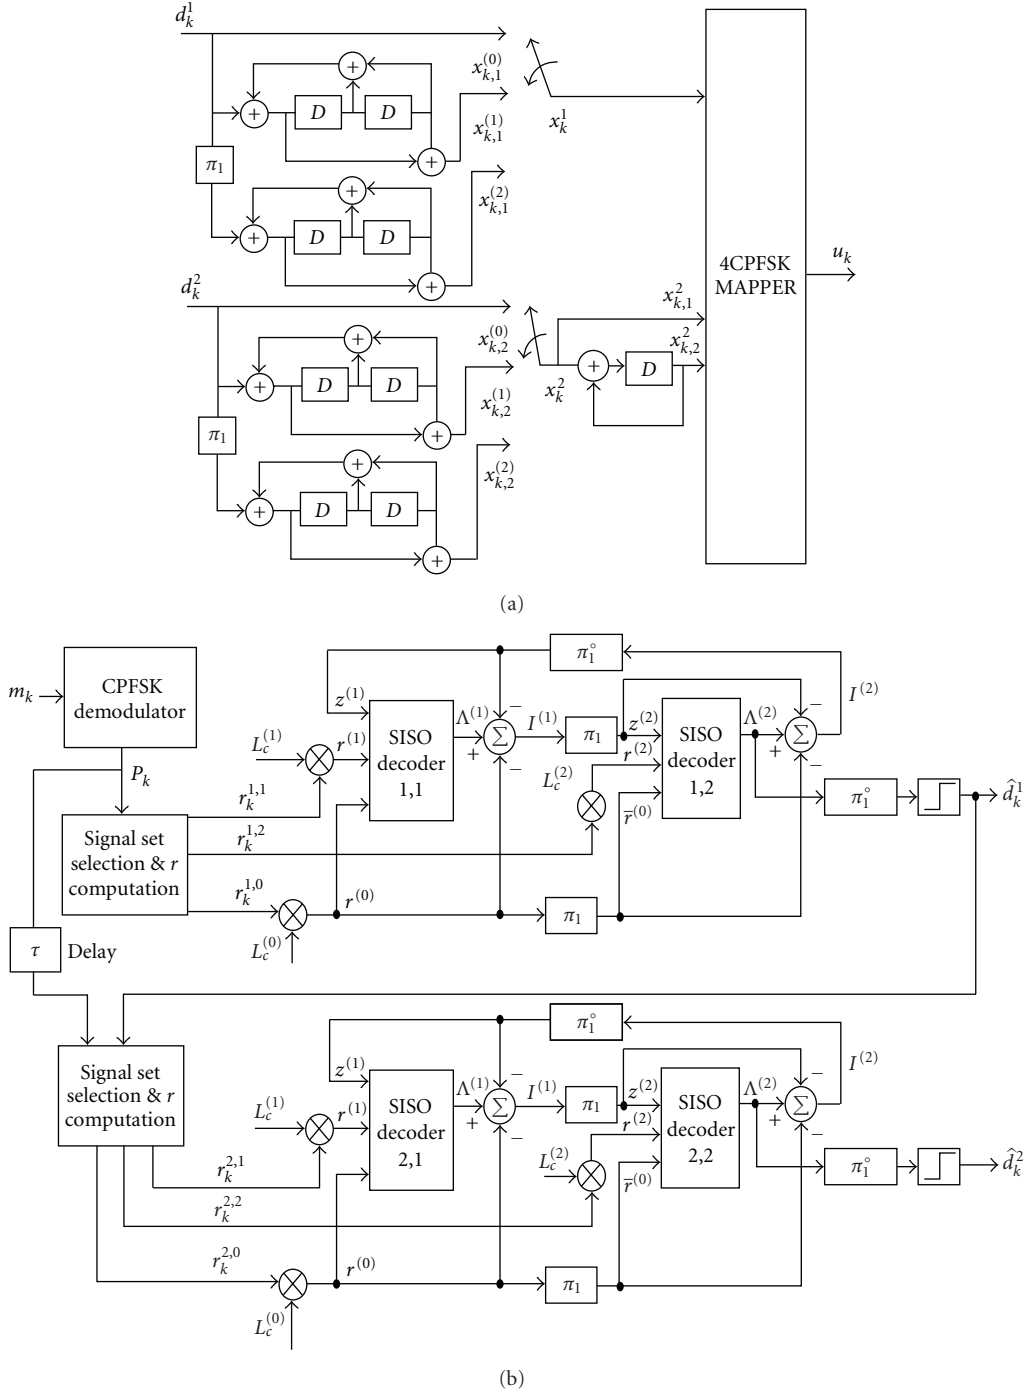 d_k^1
x_{k,1}^{(0)}
+
+ D D
x_{k,1}^{(1)}
x_k^1
π_1
+
+
x_{k,1}^{(2)}
+ D D
4CPFSK
MAPPER
u_k
+
d_k^2
x_{k,1}^2
x_{k,2}^{(0)}
+
x_{k,2}^2
+ D D
+ D
x_k^2
x_{k,2}^{(1)}
π_1
+
+
x_{k,2}^{(2)}
+ D D
+
(a)
m_k
CPFSK
demodulator
P_k
π_1^°
z^{(1)}
I^{(2)}
SISO
decoder
1,1
Λ^{(1)}
−
Σ
+
−
I^{(1)}
π_1
z^{(2)}
SISO
decoder
1,2
Λ^{(2)}
−
Σ
+
−
L_c^{(1)}
r^{(1)}
r^{(2)}
L_c^{(2)}
r̅^{(0)}
π_1^°
d̂_k^1
Signal set
selection & r
computation
r_k^{1,1}
r_k^{1,2}
r_k^{1,0}
r^{(0)}
π_1
L_c^{(0)}
τ
Delay
π_1^°
z^{(1)}
I^{(2)}
Signal set
selection & r
computation
SISO
decoder
2,1
Λ^{(1)}
−
Σ
+
−
I^{(1)}
π_1
z^{(2)}
SISO
decoder
2,2
Λ^{(2)}
−
Σ
+
−
L_c^{(1)}
r^{(1)}
r^{(2)}
L_c^{(2)}
r̅^{(0)}
π_1^°
d̂_k^2
r_k^{2,1}
r_k^{2,2}
r_k^{2,0}
r^{(0)}
π_1
L_c^{(0)}
(b)